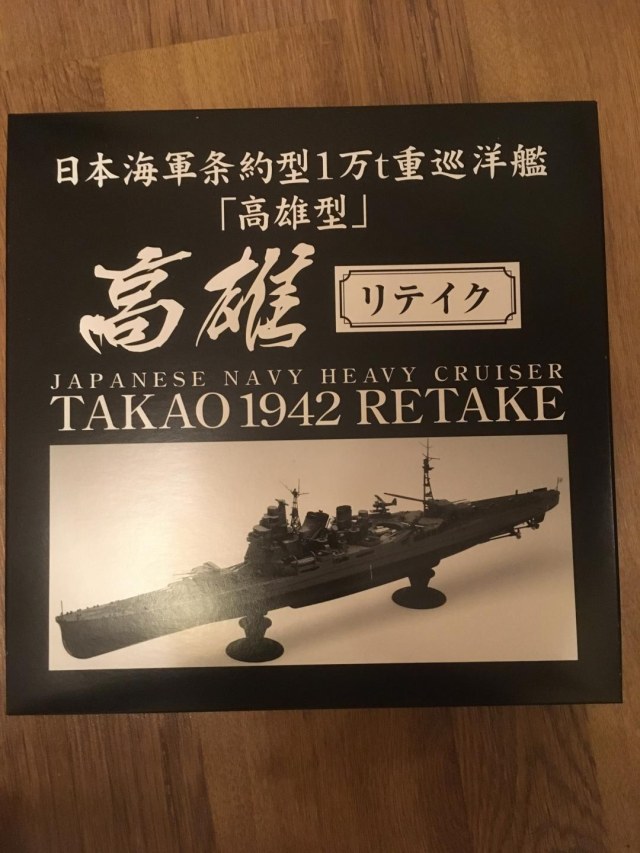 日本海軍条約型1万t重巡洋艦
「高雄型」
高雄 リテイク
JAPANESE NAVY HEAVY CRUISER
TAKAO 1942 RETAKE